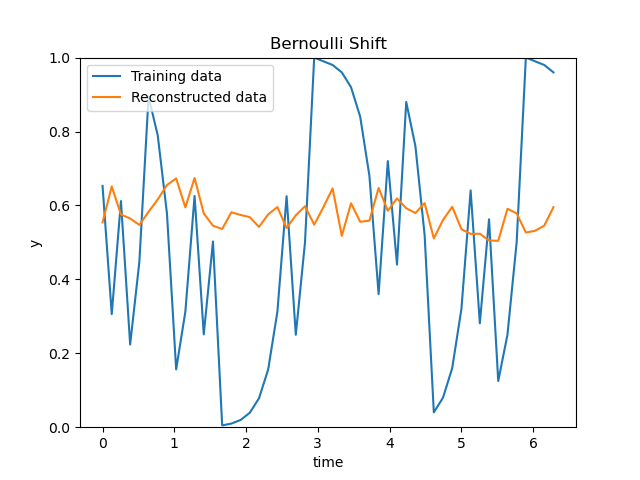 Bernoulli Shift
Training data
Reconstructed data
y
1.0
0.8
0.6
0.4
0.2
0.0
0 1 2 3 4 5 6
time